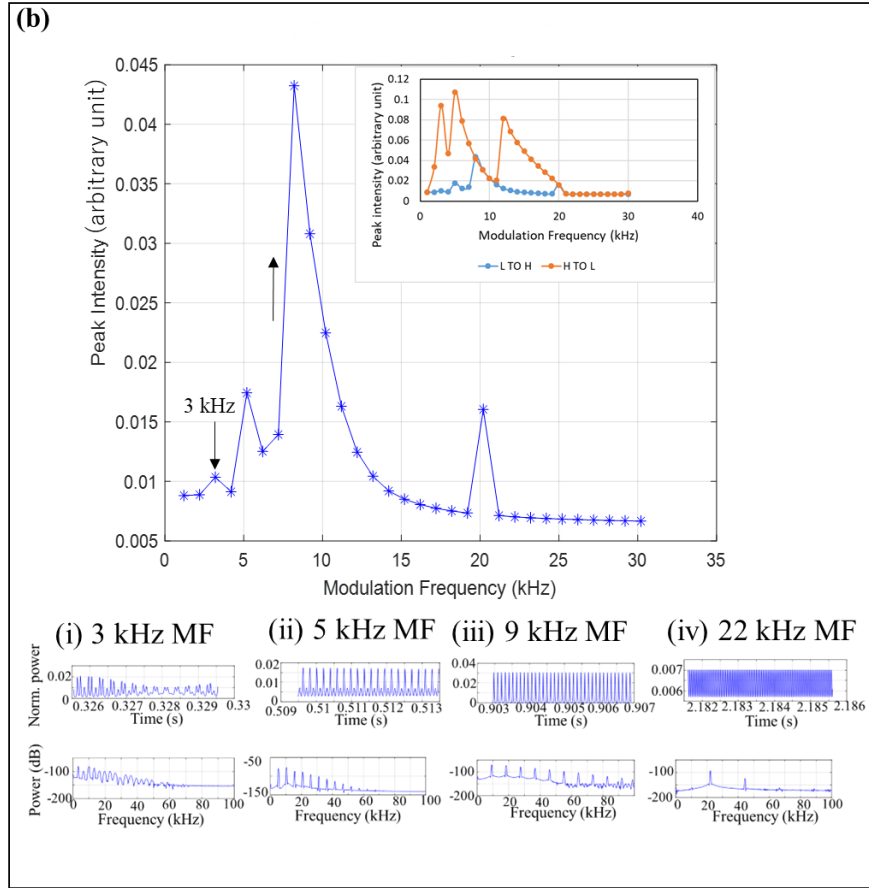 (b)
0.045
0.04
0.035
0.03
0.025
0.02
0.015
0.01
0.005
Peak Intensity (arbitrary unit)
3 kHz
0 5 10 15 20 25 30 35
Modulation Frequency (kHz)
0.12
0.1
0.08
0.06
0.04
0.02
0
Peak intensity (arbitrary unit)
0 10 20 30 40
Modulation Frequency (kHz)
L TO H H TO L
(i) 3 kHz MF (ii) 5 kHz MF (iii) 9 kHz MF (iv) 22 kHz MF
Norm. power
0.02
0
0.326 0.327 0.328 0.329 0.33
Time (s)
0.02
0.01
0
0.509 0.51 0.511 0.512 0.513
Time (s)
0.04
0.02
0
0.903 0.904 0.905 0.906 0.907
Time (s)
0.007
0.006
2.182 2.183 2.184 2.185 2.186
Time (s)
Power (dB)
-100
-200
0 20 40 60 80 100
Frequency (kHz)
-50
-150
0 20 40 60 80 100
Frequency (kHz)
-100
-200
0 20 40 60 80
Frequency (kHz)
-100
-200
0 20 40 60 80 100
Frequency (kHz)